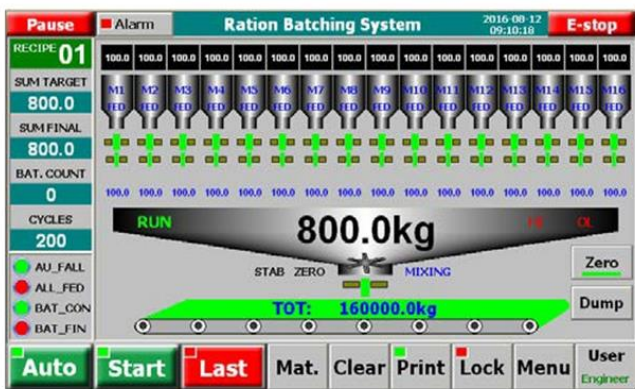 Pause
Alarm
Ration Batching System
2016-08-12
09:10:18
E-stop
RECIPE 01
100.0 100.0 100.0 100.0 100.0 100.0 100.0 100.0 100.0 100.0 100.0 100.0 100.0 100.0 100.0 100.0
SUM TARGET
800.0
M1 M2 M3 M4 M5 M6 M7 M8 M9 M10 M11 M12 M13 M14 M15 M16
FED FED FED FED FED FED FED FED FED FED FED FED FED FED FED FED
SUM FINAL
800.0
BAT. COUNT
0
100.0 100.0 100.0 100.0 100.0 100.0 100.0 100.0 100.0 100.0 100.0 100.0 100.0 100.0 100.0 100.0
CYCLES
200
RUN
800.0kg
HI
OL
STAB ZERO
MIXING
Zero
AU_FALL
ALL_FED
BAT_CON
BAT_FIN
TOT: 160000.0kg
Dump
Auto
Start
Last
Mat.
Clear
Print
Lock
Menu
User
Engineer